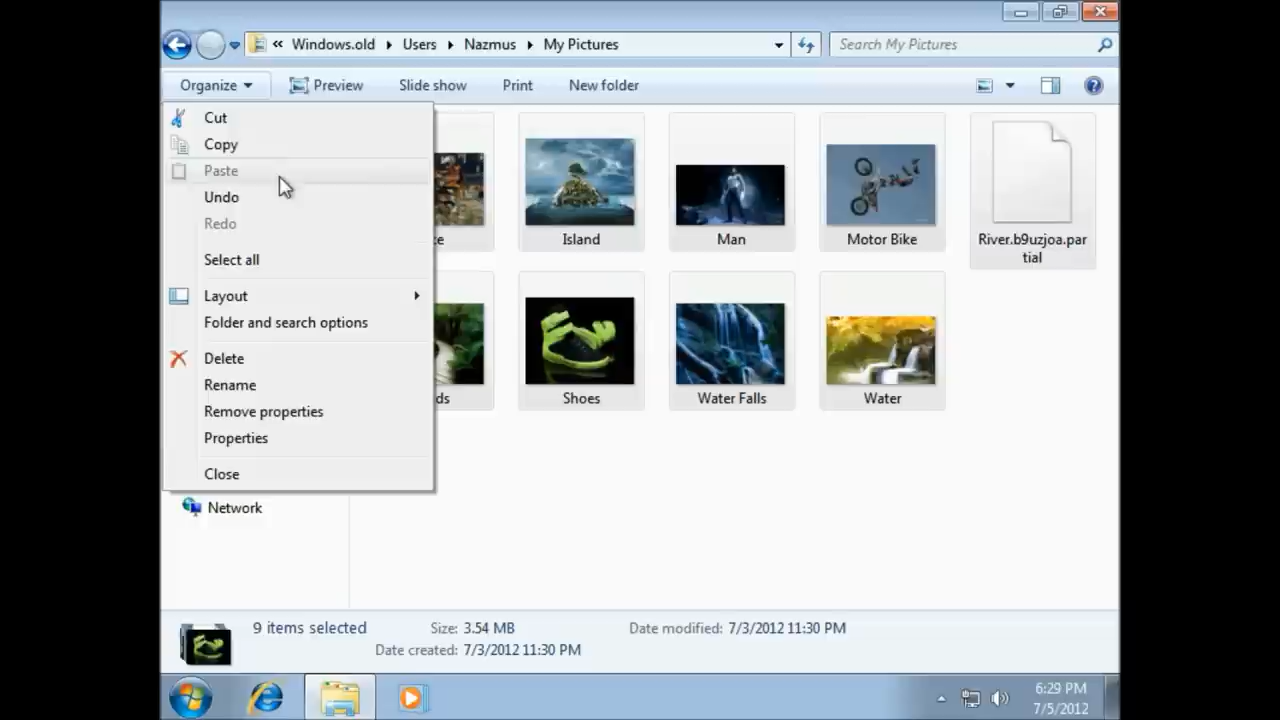 « Windows.old ▸ Users ▸ Nazmus ▸ My Pictures
Search My Pictures
Organize Preview Slide show Print New folder
Cut
Copy
Paste
Undo
Redo
Select all
Layout
Folder and search options
Delete
Rename
Remove properties
Properties
Close
Network
Island
Man
Motor Bike
River.b9uzjoa.par
tial
ds
Shoes
Water Falls
Water
9 items selected
Size: 3.54 MB
Date modified: 7/3/2012 11:30 PM
Date created: 7/3/2012 11:30 PM
6:29 PM
7/5/2012